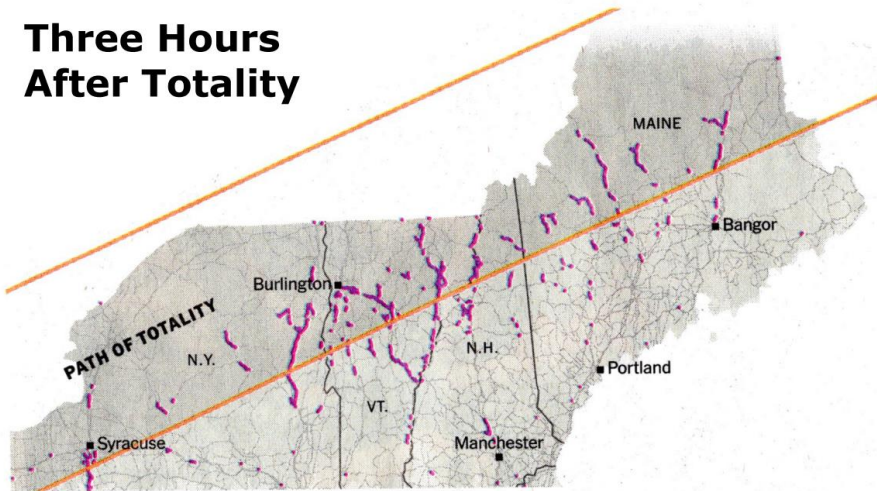 Three Hours
After Totality
MAINE
Bangor
Burlington
PATH OF TOTALITY
N.Y.
N.H.
Portland
VT.
Syracuse
Manchester